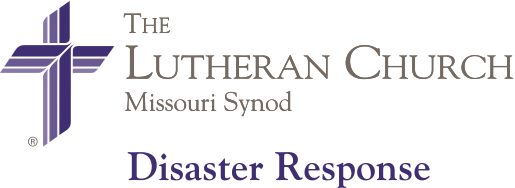 THE
LUTHERAN CHURCH
Missouri Synod
®
Disaster Response